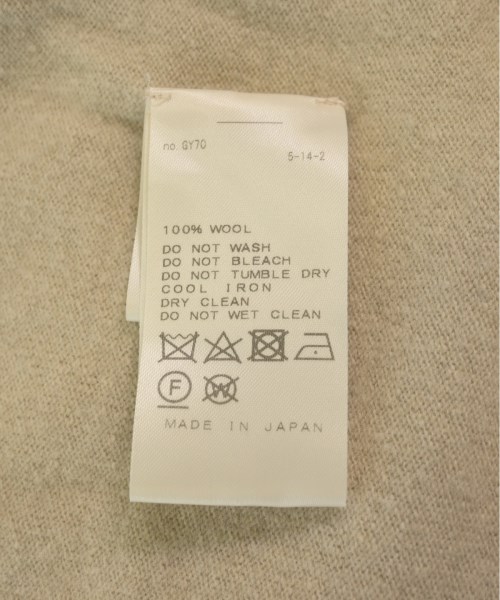 no. GY70
5-14-2
100% WOOL
DO NOT WASH
DO NOT BLEACH
DO NOT TUMBLE DRY
COOL IRON
DRY CLEAN
DO NOT WET CLEAN
F W
MADE IN JAPAN